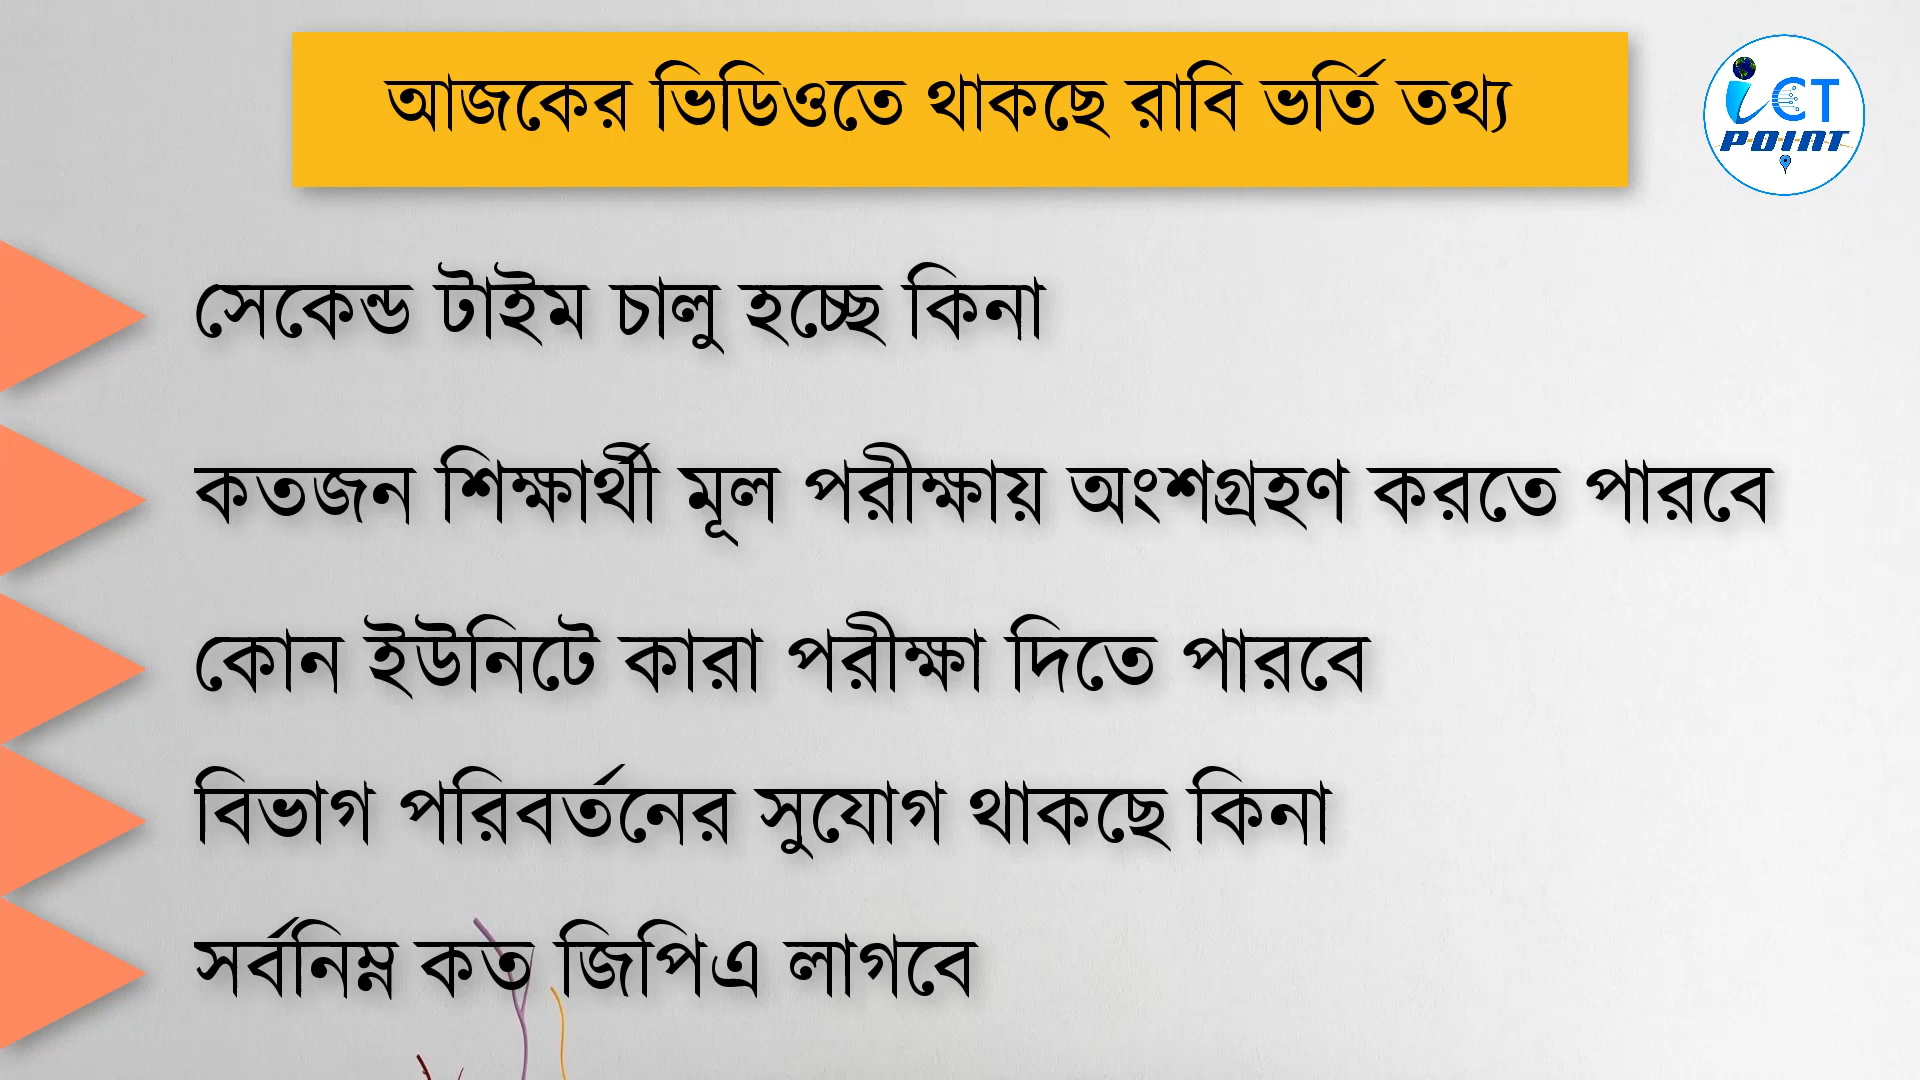 আজকের ভিডিওতে থাকছে রাবি ভর্তি তথ্য
iCT
POINT
সেকেন্ড টাইম চালু হচ্ছে কিনা
কতজন শিক্ষার্থী মূল পরীক্ষায় অংশগ্রহণ করতে পারবে
কোন ইউনিটে কারা পরীক্ষা দিতে পারবে
বিভাগ পরিবর্তনের সুযোগ থাকছে কিনা
সর্বনিম্ন কত জিপিএ লাগবে